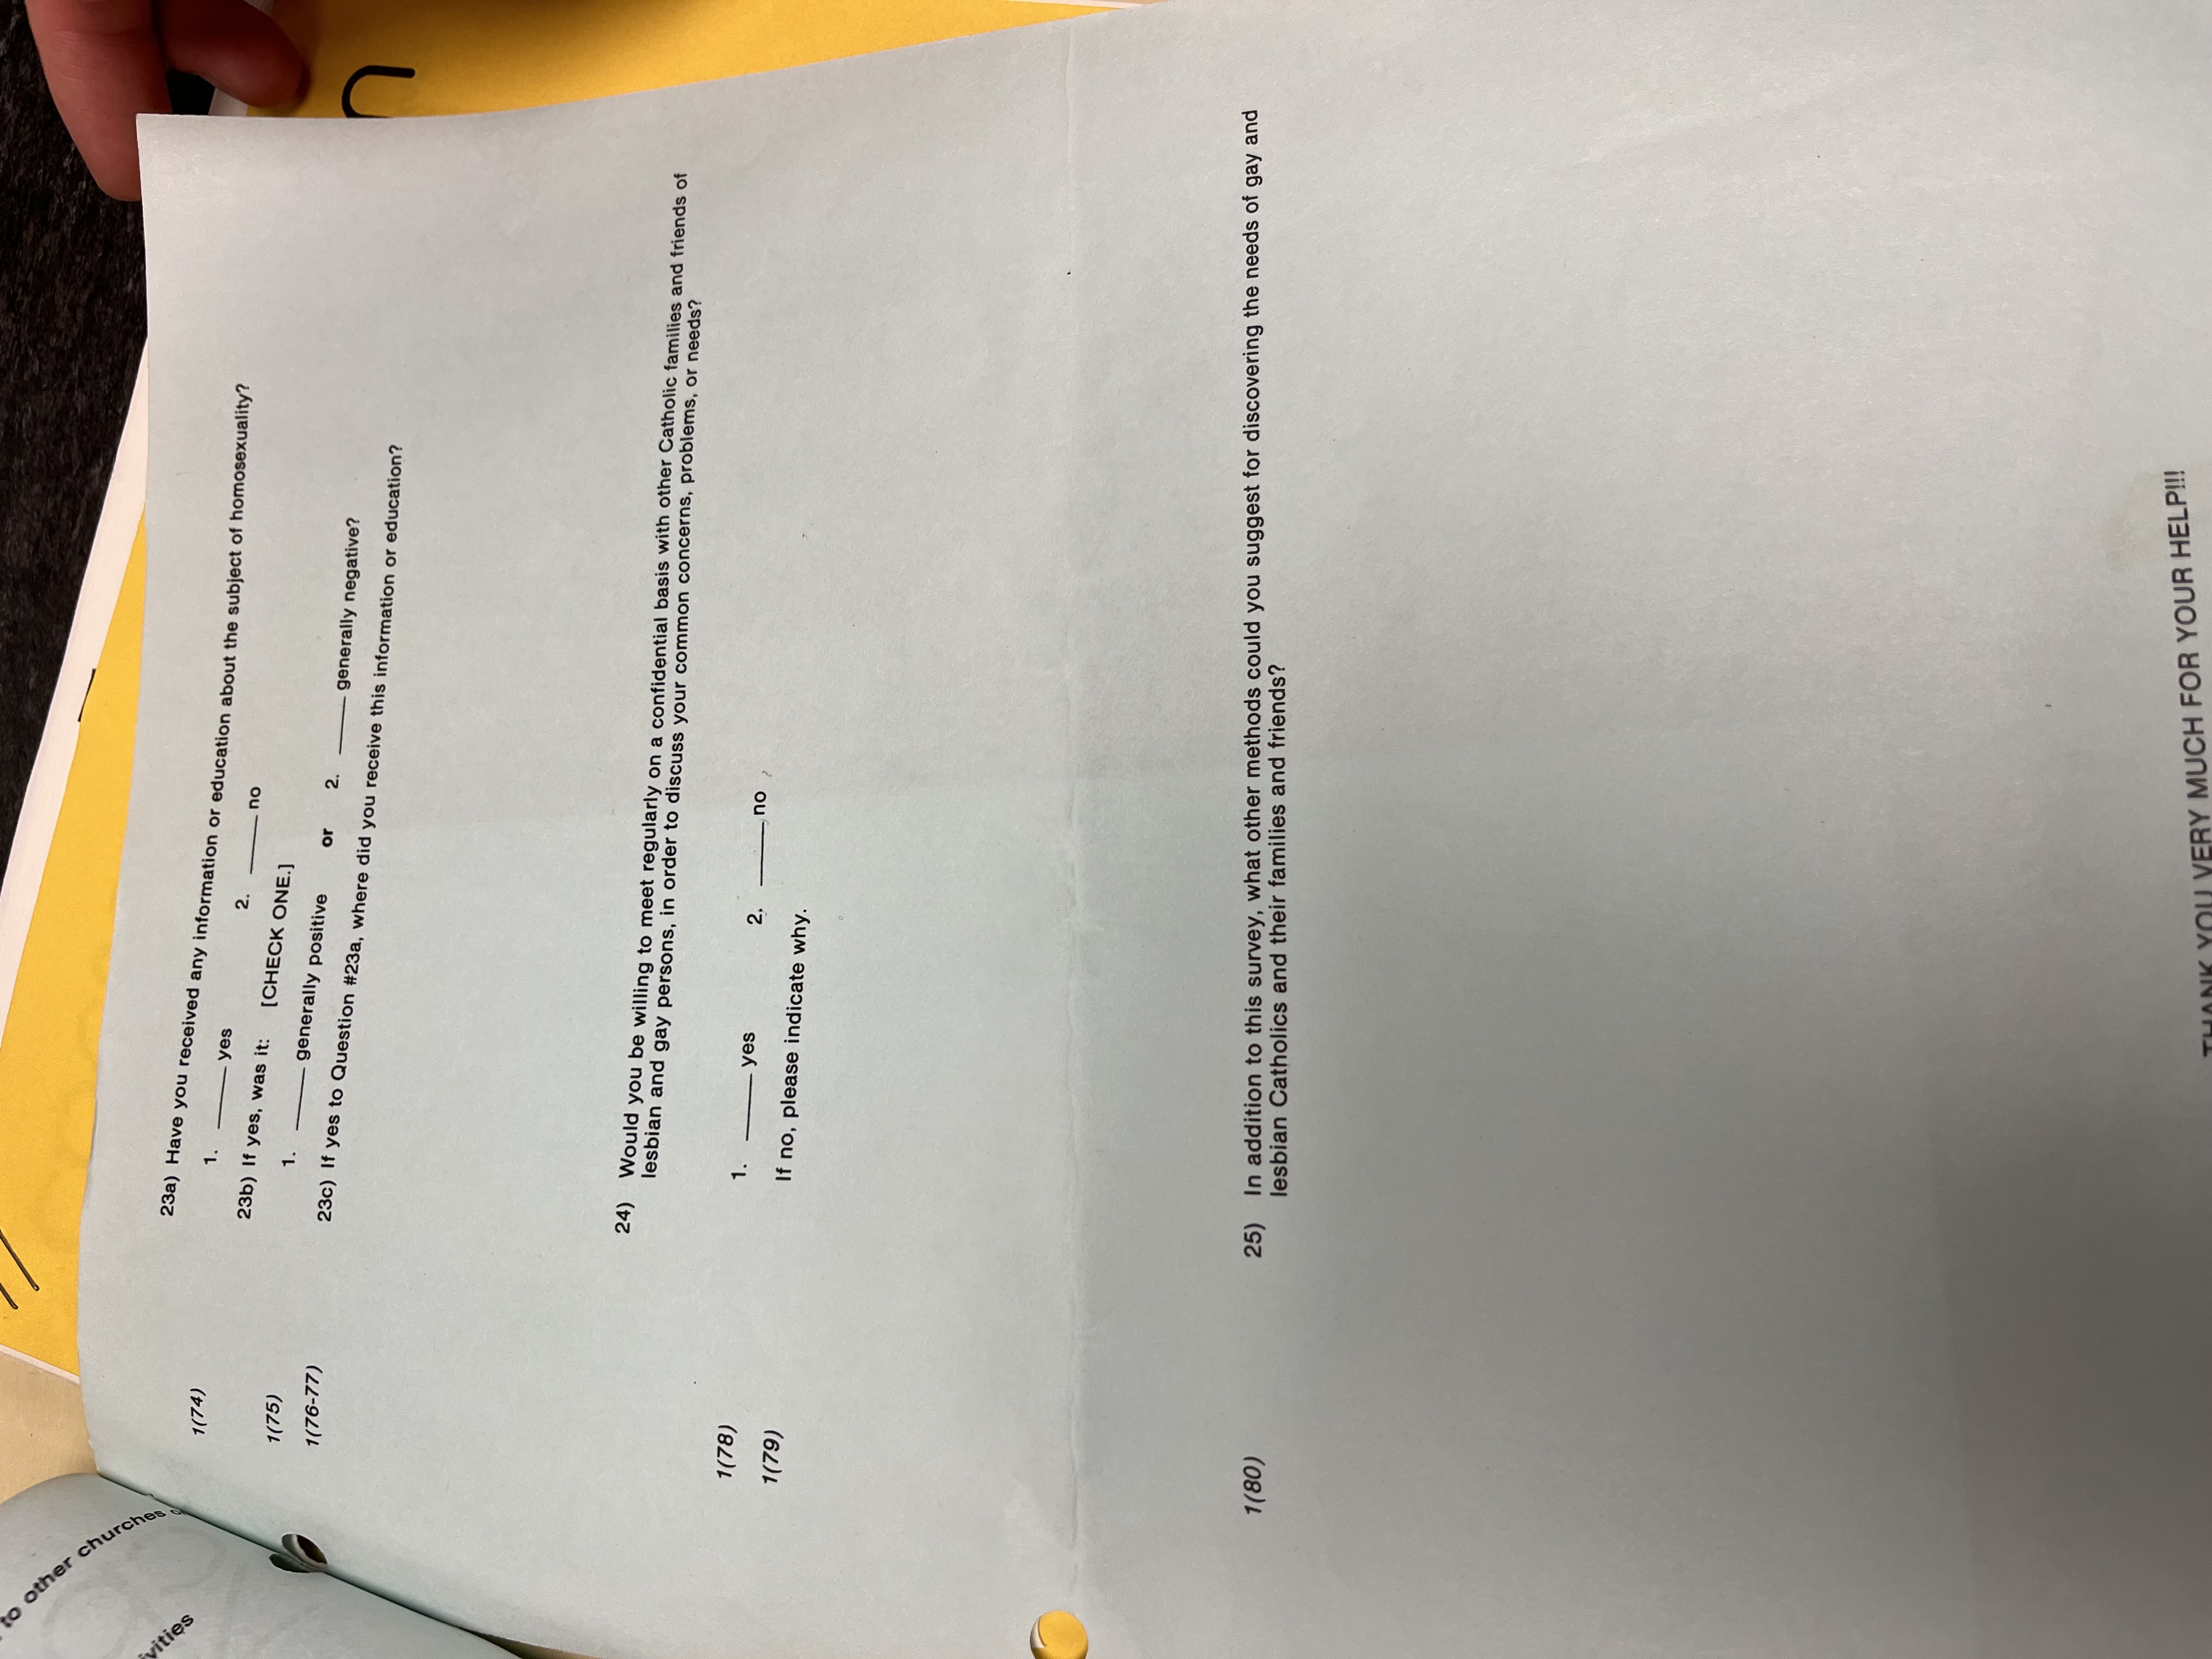 to other churches
vities
23a) Have you received any information or education about the subject of homosexuality?
1(74) 1. _____ yes 2. _____ no
23b) If yes, was it: [CHECK ONE.]
1(75) 1. _____ generally positive or 2. _____ generally negative?
1(76-77) 23c) If yes to Question #23a, where did you receive this information or education?
24) Would you be willing to meet regularly on a confidential basis with other Catholic families and friends of
lesbian and gay persons, in order to discuss your common concerns, problems, or needs?
1(78) 1. _____ yes 2. _____ no
1(79) If no, please indicate why.
1(80) 25) In addition to this survey, what other methods could you suggest for discovering the needs of gay and
lesbian Catholics and their families and friends?
THANK YOU VERY MUCH FOR YOUR HELP!!!
n